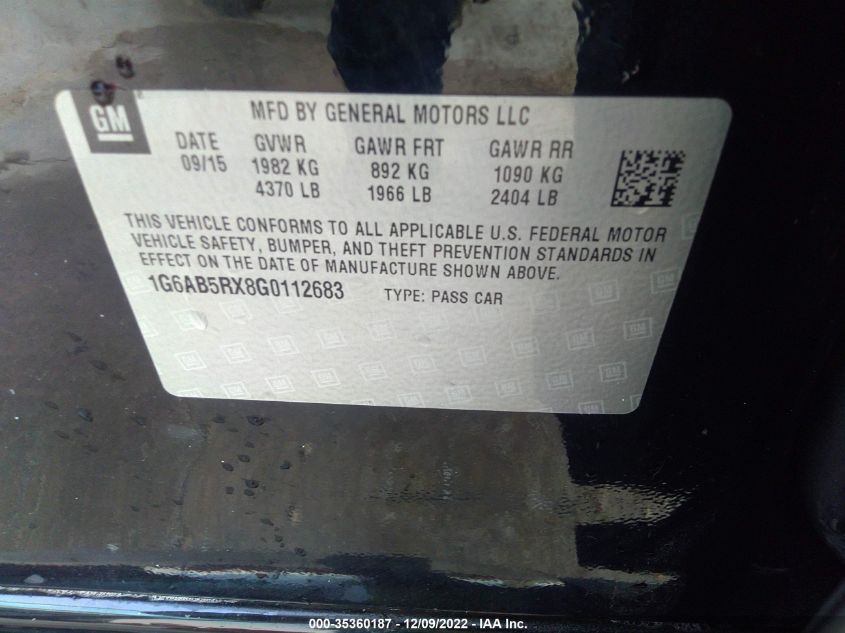 GM
MFD BY GENERAL MOTORS LLC
DATE GVWR GAWR FRT GAWR RR
09/15 1982 KG 892 KG 1090 KG
4370 LB 1966 LB 2404 LB
THIS VEHICLE CONFORMS TO ALL APPLICABLE U.S. FEDERAL MOTOR
VEHICLE SAFETY, BUMPER, AND THEFT PREVENTION STANDARDS IN
EFFECT ON THE DATE OF MANUFACTURE SHOWN ABOVE.
1G6AB5RX8G0112683 TYPE: PASS CAR
000-35360187 - 12/09/2022 - IAA Inc.